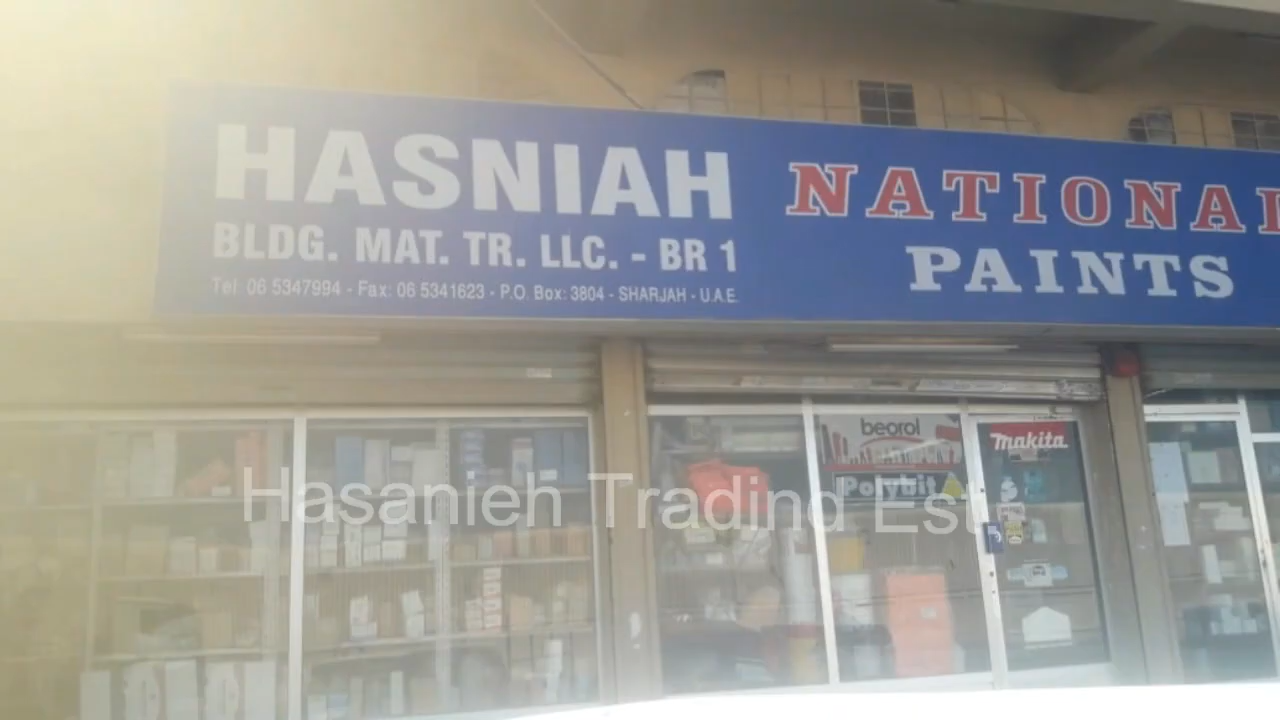 HASNIAH
BLDG. MAT. TR. LLC. - BR 1
Tel: 06 5347994 - Fax: 06 5341623 - P.O. Box: 3804 - SHARJAH - U.A.E.
NATIONAL
PAINTS
beorol
makita
Polybit
Hasanieh Trading Est